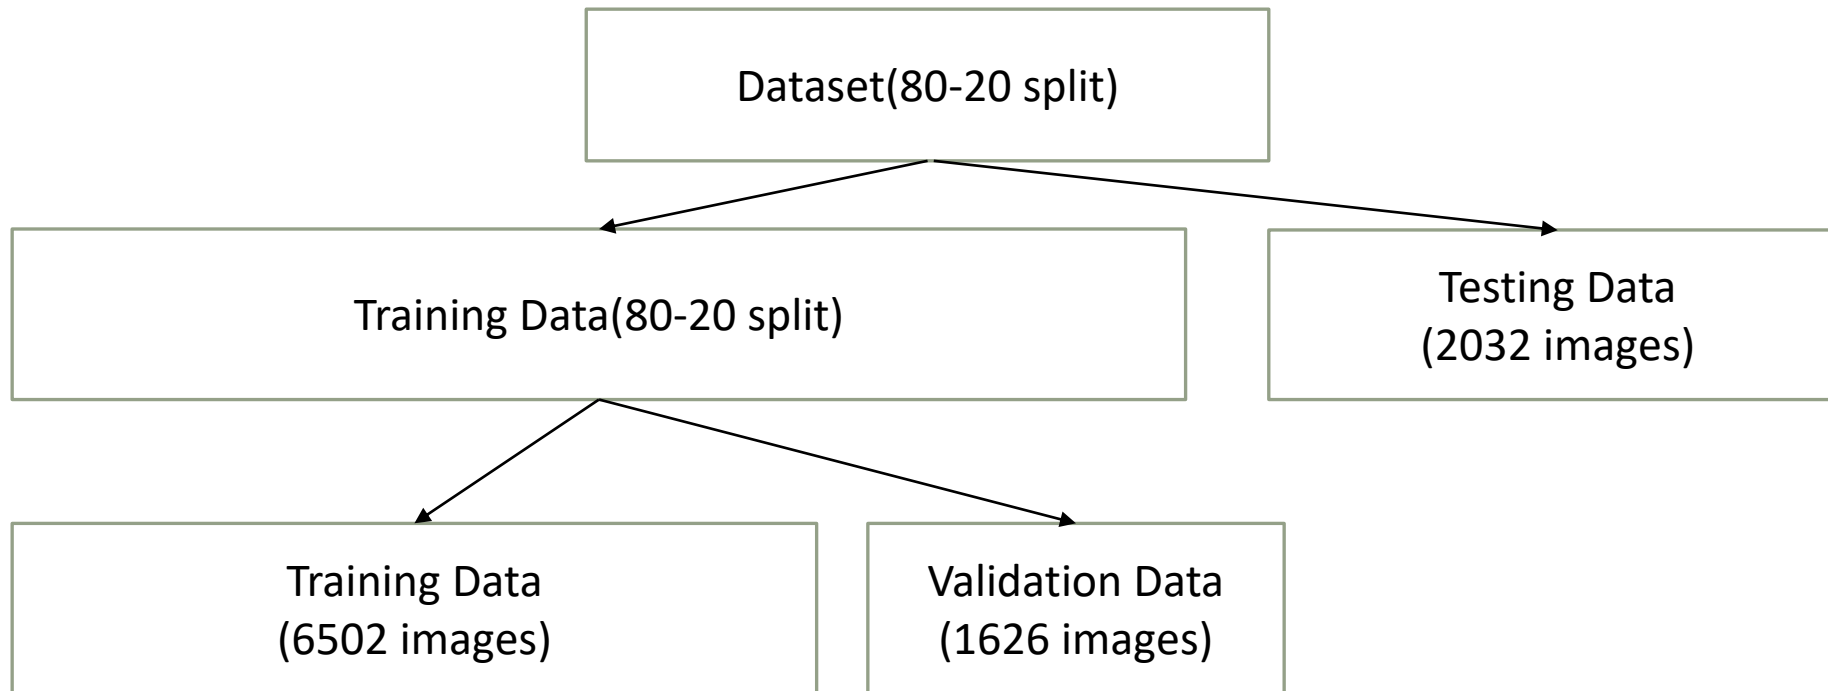 Dataset(80-20 split)
Training Data(80-20 split)
Testing Data
(2032 images)
Training Data
(6502 images)
Validation Data
(1626 images)